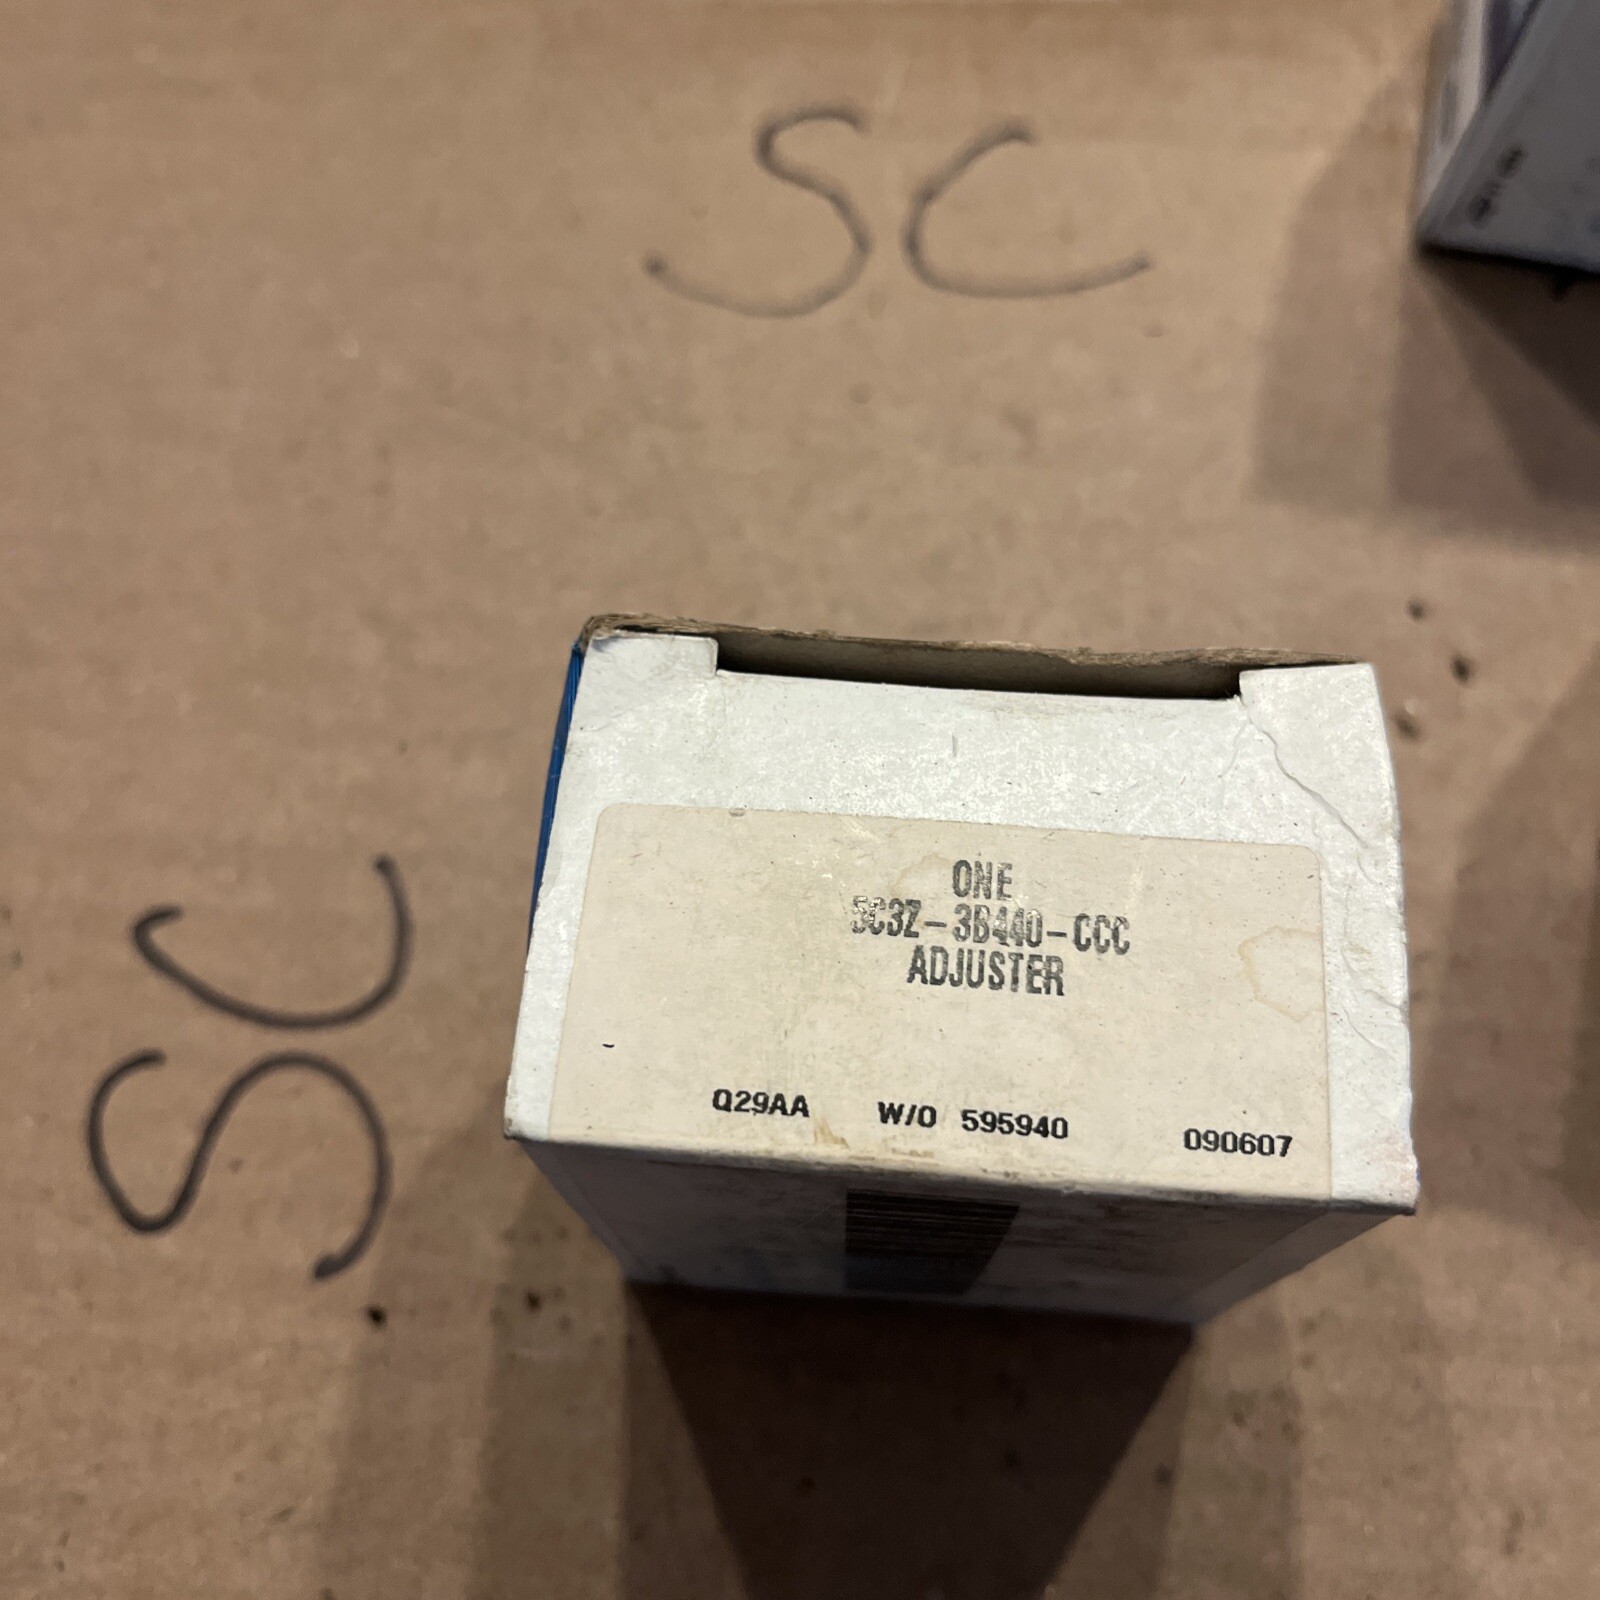 SC
SC
ONE
5C3Z-3B440-CCC
ADJUSTER
Q29AA W/O 595940 090607